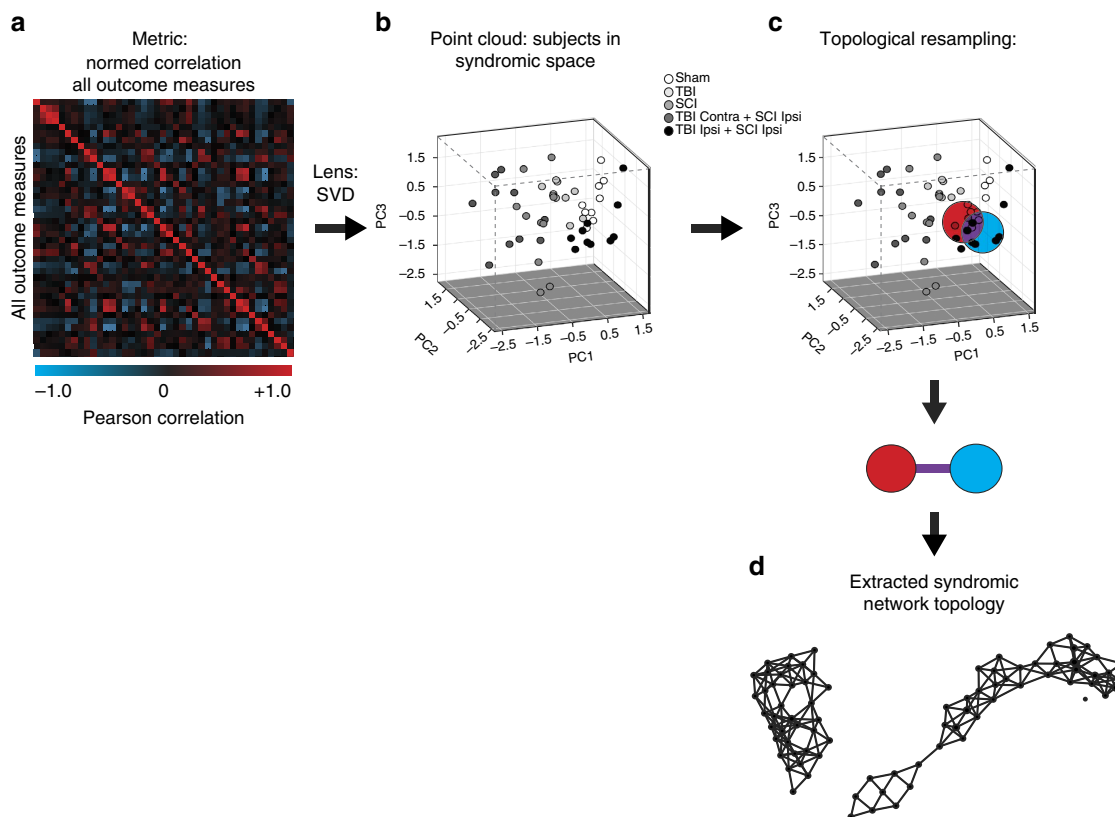 a
Metric:
normed correlation
all outcome measures
All outcome measures
−1.0 0 +1.0
Pearson correlation
Lens:
SVD
b
Point cloud: subjects in
syndromic space
Sham
TBI
SCI
TBI Contra + SCI Ipsi
TBI Ipsi + SCI Ipsi
PC3
1.5
0.5
−0.5
−1.5
−2.5
PC2
1.5
0.5
−0.5
−1.5
−2.5
PC1
−2.5
−1.5
−0.5
0.5
1.5
c
Topological resampling:
PC3
1.5
0.5
−0.5
−1.5
−2.5
PC2
1.5
0.5
−0.5
−1.5
−2.5
PC1
−2.5
−1.5
−0.5
0.5
1.5
d
Extracted syndromic
network topology